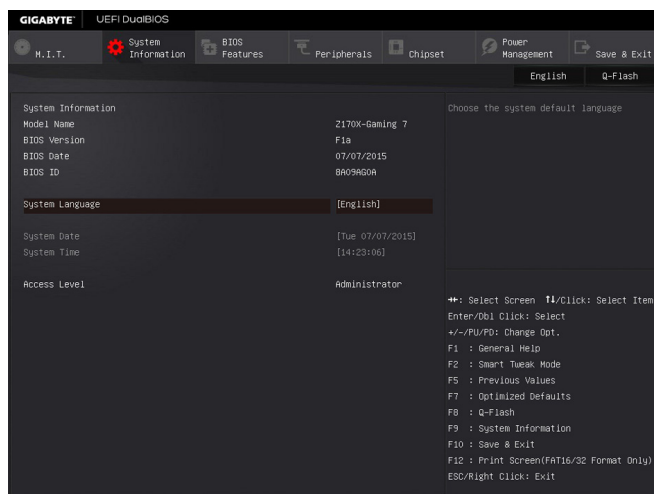 GIGABYTE™ UEFI DualBIOS
M.I.T. System Information BIOS Features Peripherals Chipset Power Management Save & Exit
English Q-Flash
System Information
Model Name Z170X-Gaming 7
BIOS Version F1a
BIOS Date 07/07/2015
BIOS ID 8A09AG0A
System Language [English]
System Date [Tue 07/07/2015]
System Time [14:23:06]
Access Level Administrator
Choose the system default language
→←: Select Screen ↑↓/Click: Select Item
Enter/Dbl Click: Select
+/-/PU/PD: Change Opt.
F1 : General Help
F2 : Smart Tweak Mode
F5 : Previous Values
F7 : Optimized Defaults
F8 : Q-Flash
F9 : System Information
F10 : Save & Exit
F12 : Print Screen(FAT16/32 Format Only)
ESC/Right Click: Exit